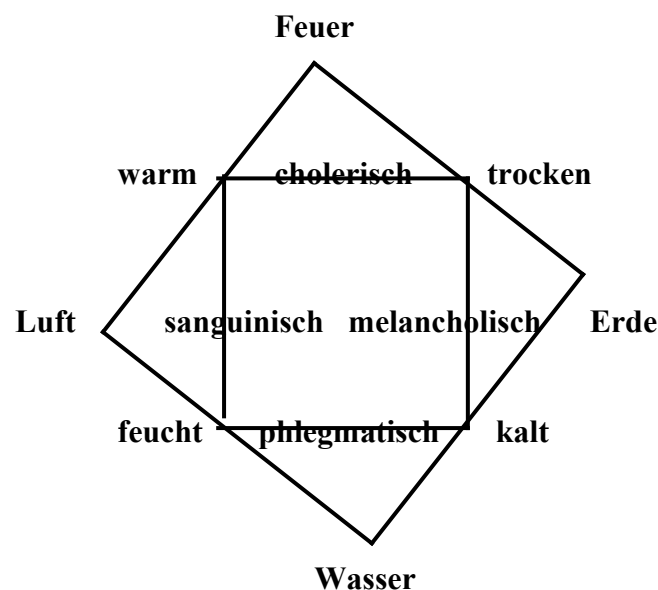 Feuer
warm cholerisch trocken
Luft sanguinisch melancholisch Erde
feucht phlegmatisch kalt
Wasser